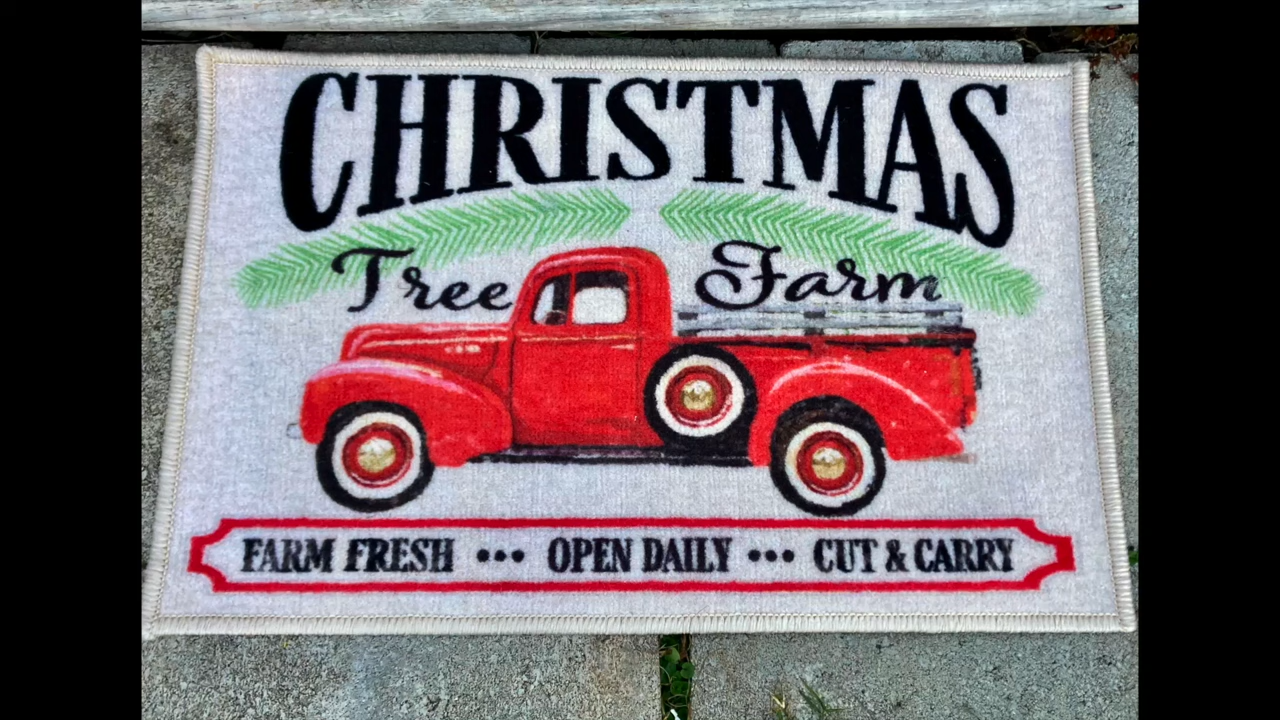 CHRISTMAS
Tree Farm
FARM FRESH ••• OPEN DAILY ••• CUT & CARRY